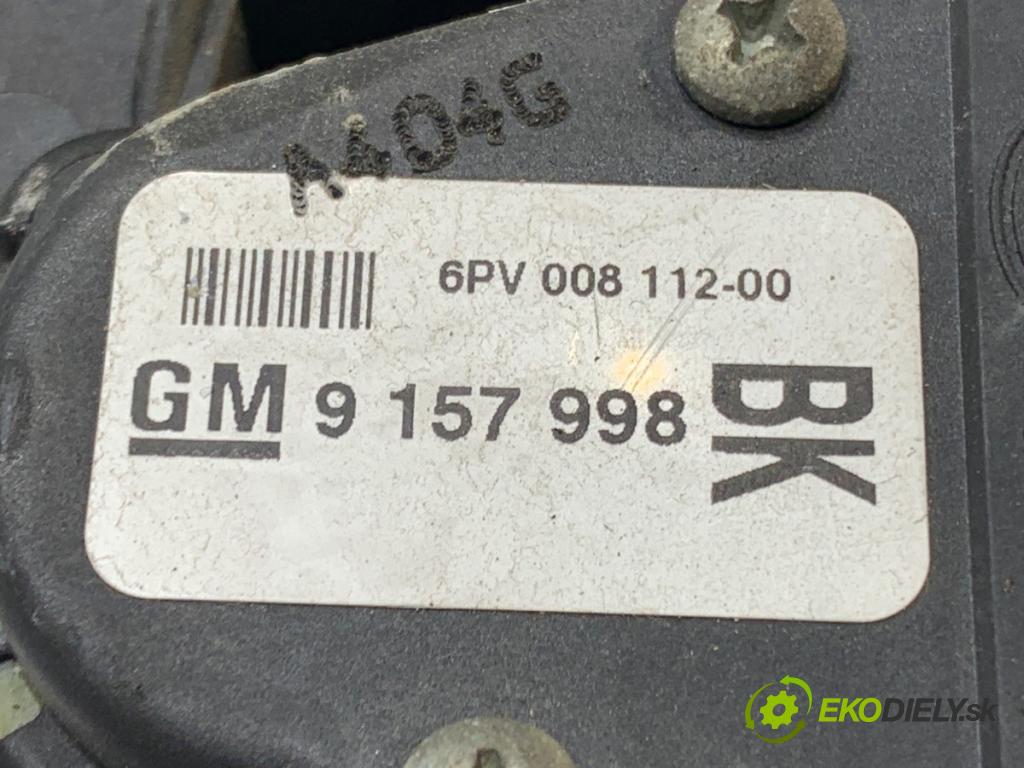 A404G
6PV 008 112-00
GM 9 157 998 BK
EKODIELY.sk